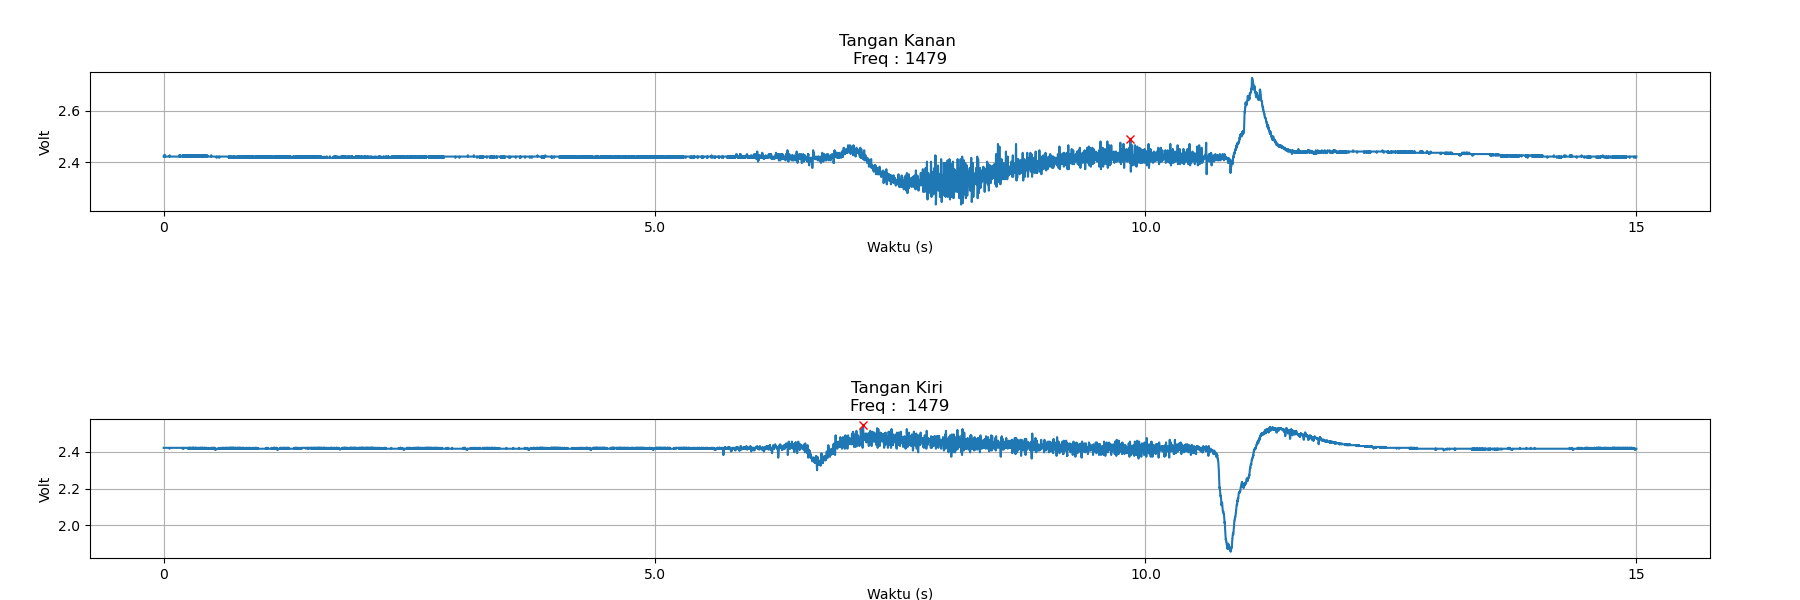 Tangan Kanan
Freq : 1479
Volt
2.6
2.4
0 5.0 10.0 15
Waktu (s)
Tangan Kiri
Freq :  1479
Volt
2.4
2.2
2.0
0 5.0 10.0 15
Waktu (s)